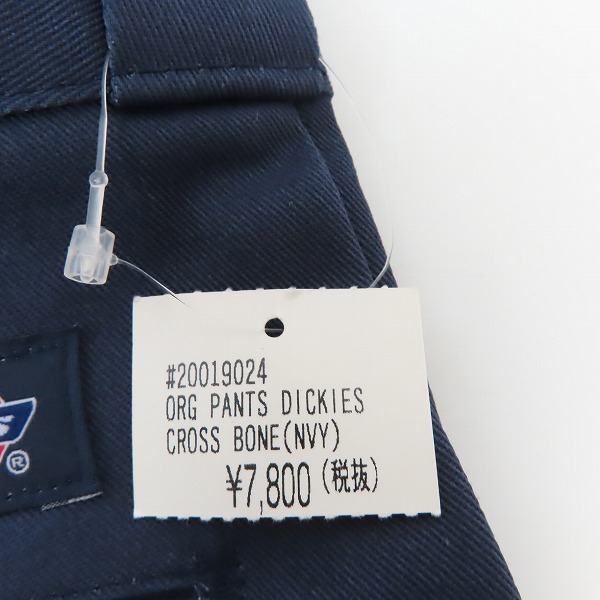 #20019024
ORG PANTS DICKIES
CROSS BONE(NVY)
¥7,800(税抜)
®